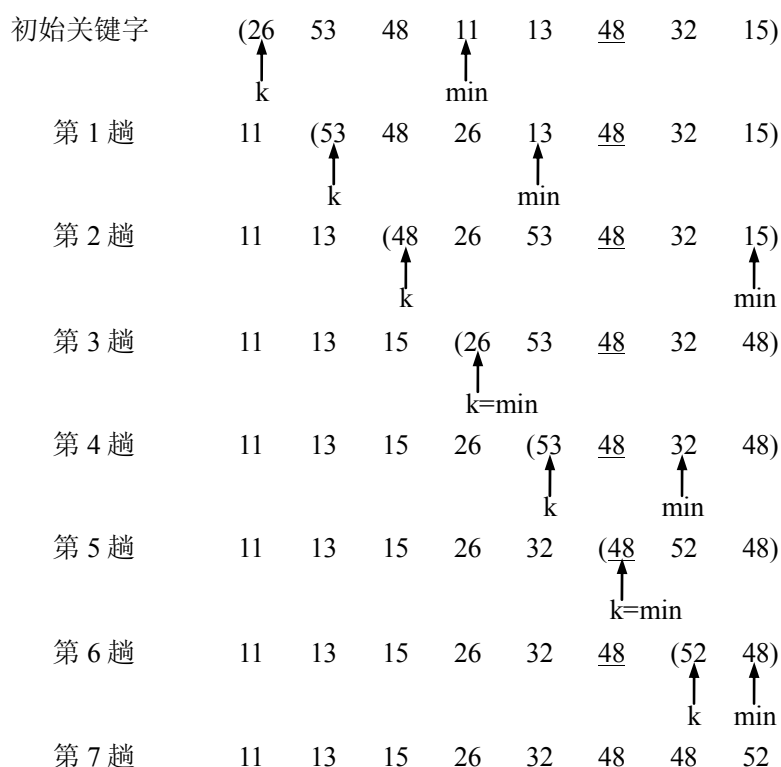 初始关键字 (26 53 48 11 13 48 32 15)
k min
第 1 趟 11 (53 48 26 13 48 32 15)
k min
第 2 趟 11 13 (48 26 53 48 32 15)
k min
第 3 趟 11 13 15 (26 53 48 32 48)
k=min
第 4 趟 11 13 15 26 (53 48 32 48)
k min
第 5 趟 11 13 15 26 32 (48 52 48)
k=min
第 6 趟 11 13 15 26 32 48 (52 48)
k min
第 7 趟 11 13 15 26 32 48 48 52